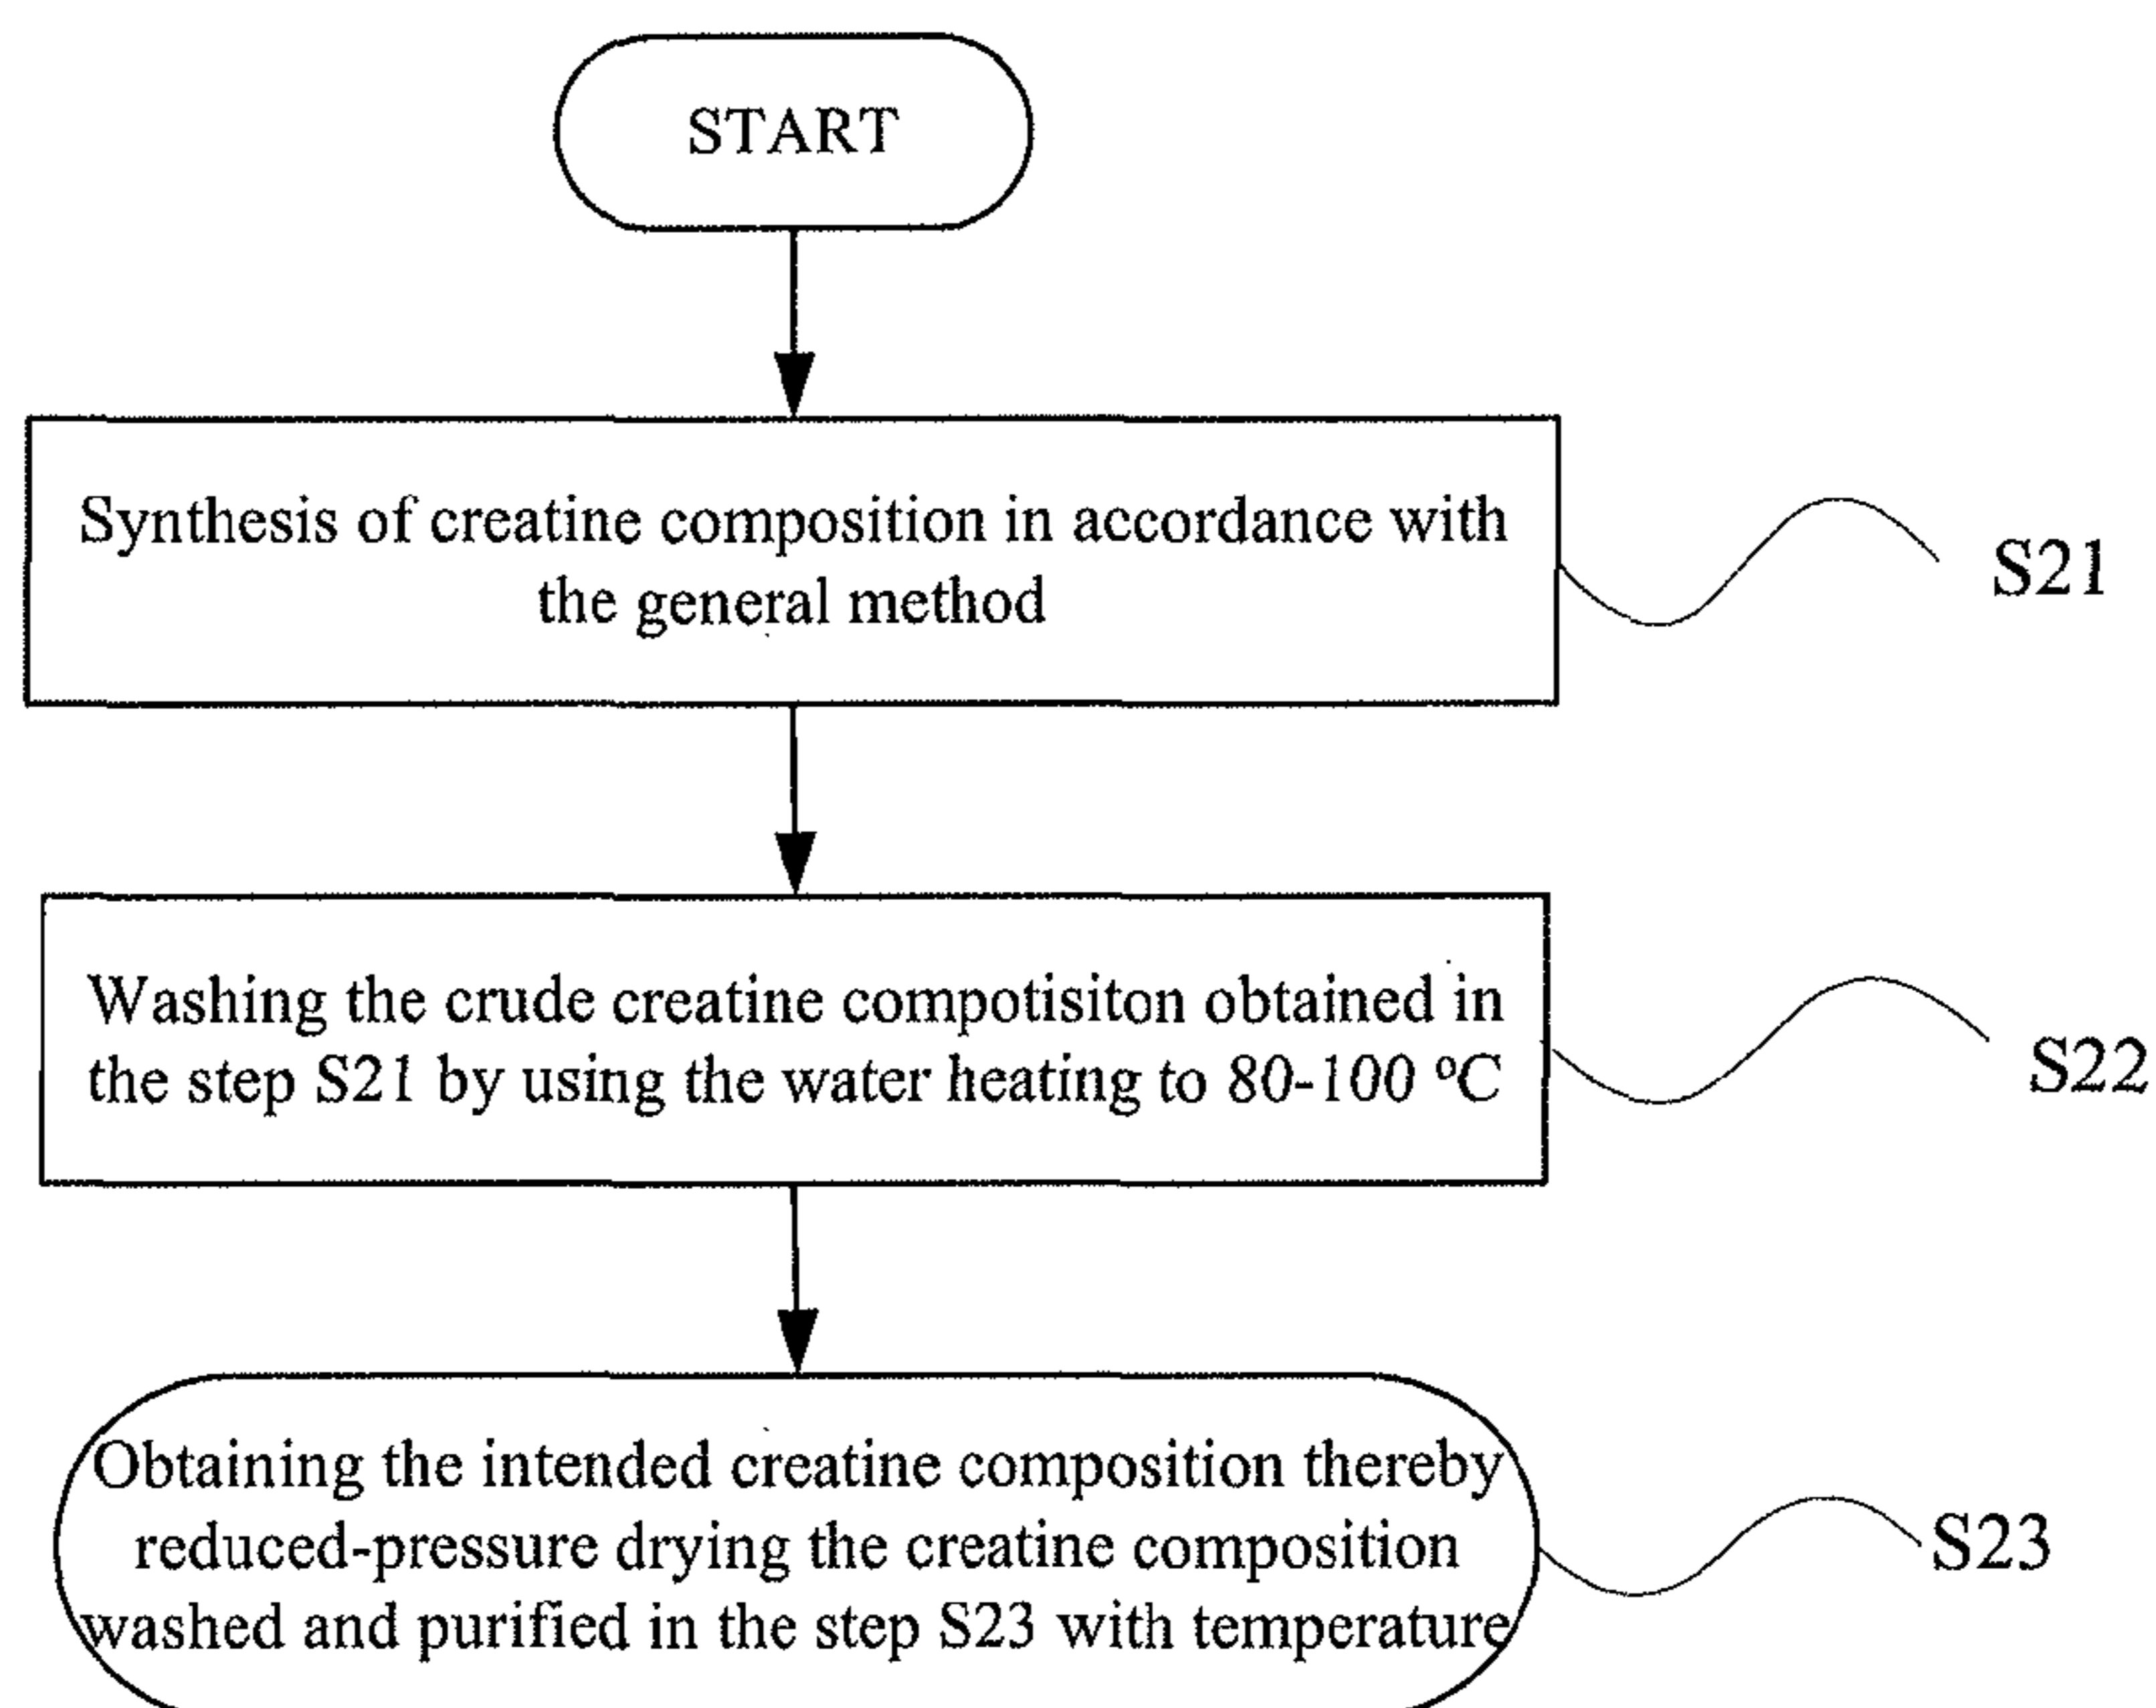 START
Synthesis of creatine composition in accordance with
the general method
S21
Washing the crude creatine compotisiton obtained in
the step S21 by using the water heating to 80-100 °C
S22
Obtaining the intended creatine composition thereby
reduced-pressure drying the creatine composition
washed and purified in the step S23 with temperature
S23